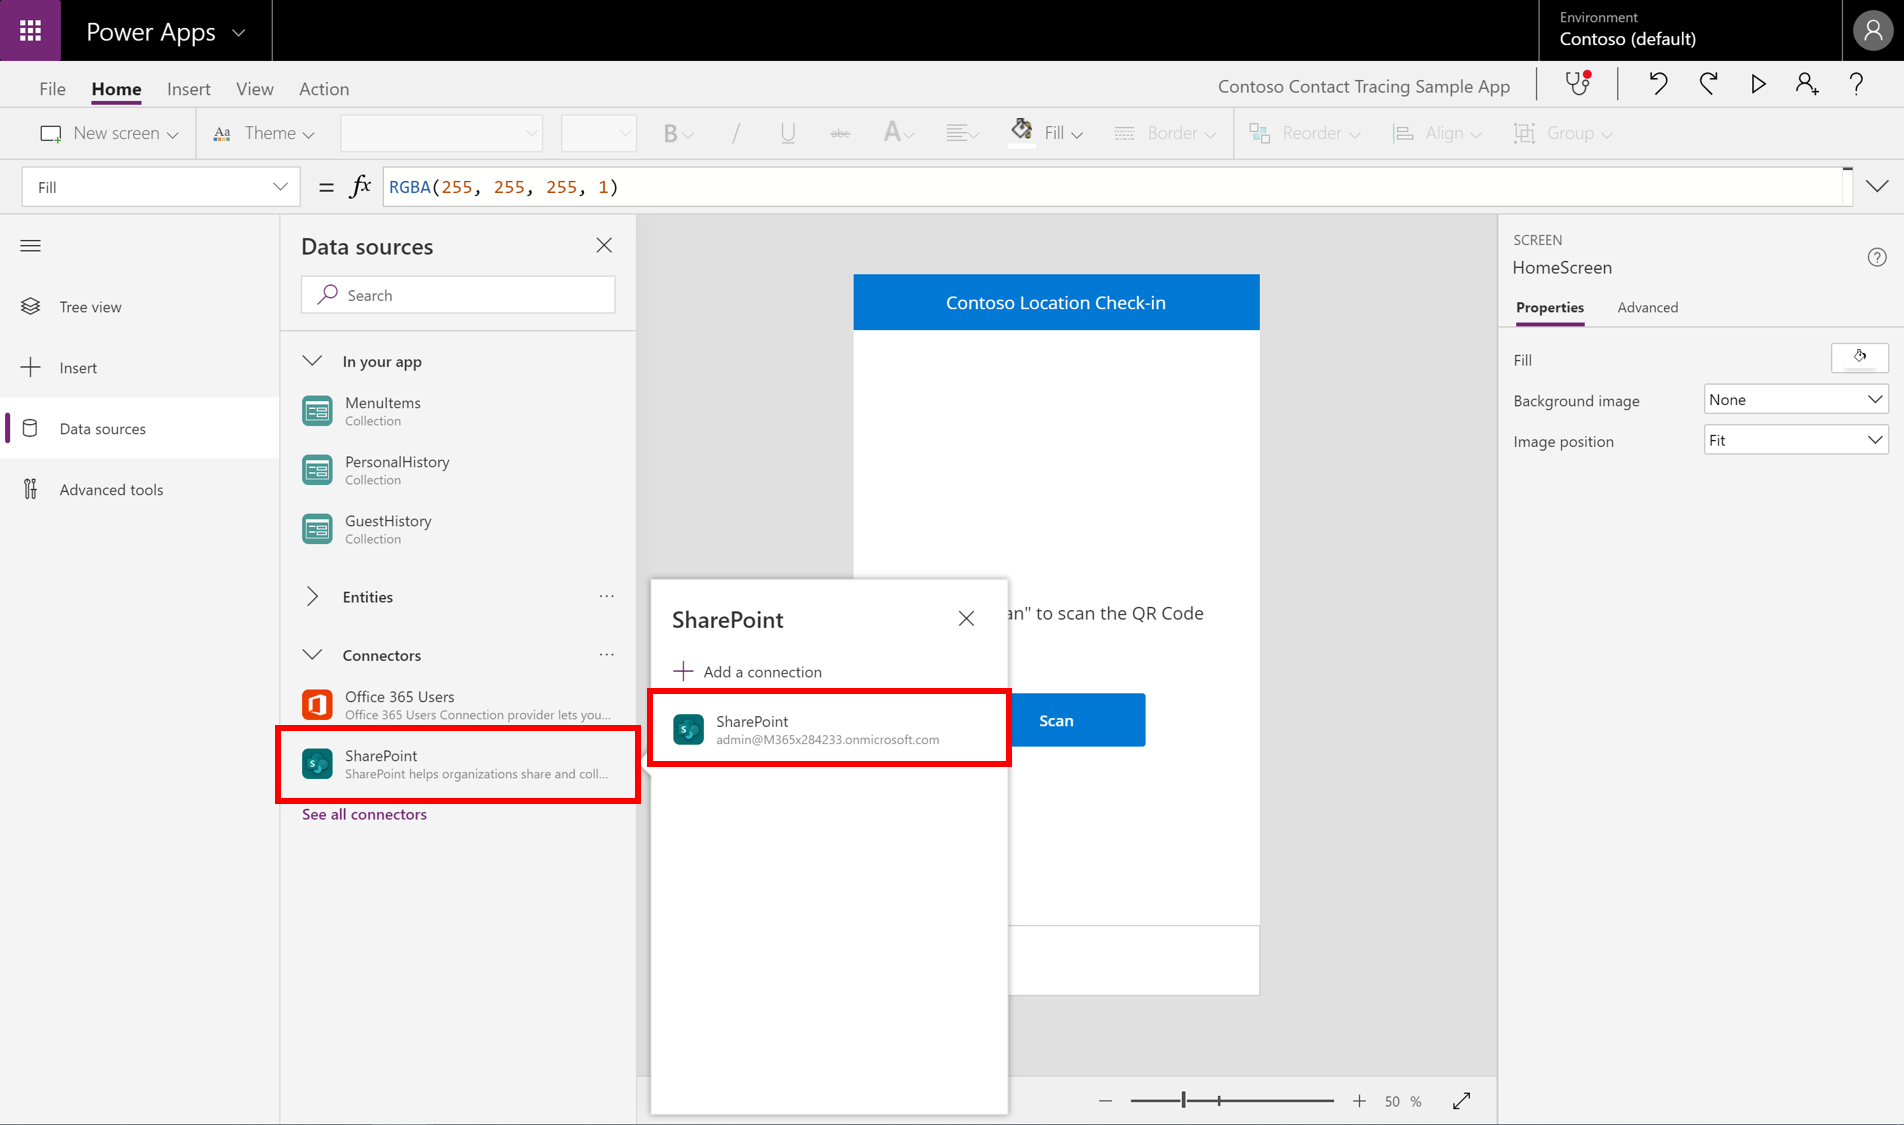 Power Apps
Environment
Contoso (default)
File Home Insert View Action
Contoso Contact Tracing Sample App
New screen Theme B / U abc A Fill Border Reorder Align Group
Fill = fx RGBA(255, 255, 255, 1)
Tree view
Insert
Data sources
Advanced tools
Data sources
Search
In your app
MenuItems
Collection
PersonalHistory
Collection
GuestHistory
Collection
Entities ...
Connectors ...
Office 365 Users
Office 365 Users Connection provider lets you...
SharePoint
SharePoint helps organizations share and coll...
See all connectors
SharePoint
Add a connection
SharePoint
admin@M365x284233.onmicrosoft.com
Contoso Location Check-in
an" to scan the QR Code
Scan
50 %
SCREEN
HomeScreen
Properties Advanced
Fill
Background image None
Image position Fit